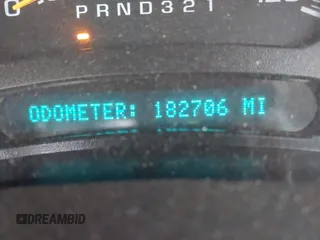 PRND321
ODOMETER: 182706 MI
DREAMBID